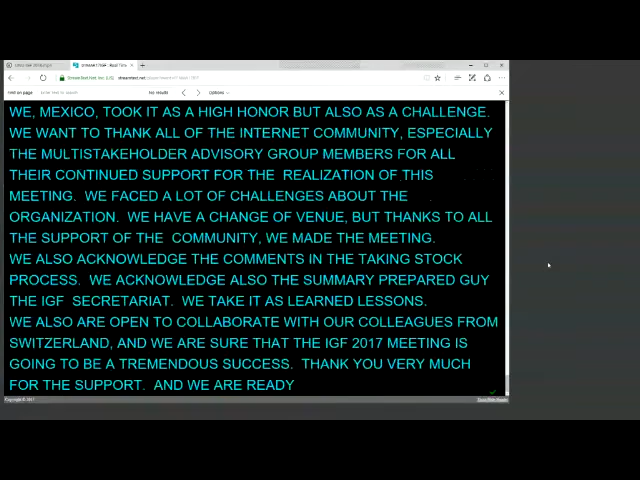 Find on page
No results
Options
WE, MEXICO, TOOK IT AS A HIGH HONOR BUT ALSO AS A CHALLENGE.
WE WANT TO THANK ALL OF THE INTERNET COMMUNITY, ESPECIALLY
THE MULTISTAKEHOLDER ADVISORY GROUP MEMBERS FOR ALL
THEIR CONTINUED SUPPORT FOR THE REALIZATION OF THIS
MEETING. WE FACED A LOT OF CHALLENGES ABOUT THE
ORGANIZATION. WE HAVE A CHANGE OF VENUE, BUT THANKS TO ALL
THE SUPPORT OF THE COMMUNITY, WE MADE THE MEETING.
WE ALSO ACKNOWLEDGE THE COMMENTS IN THE TAKING STOCK
PROCESS. WE ACKNOWLEDGE ALSO THE SUMMARY PREPARED GUY
THE IGF SECRETARIAT. WE TAKE IT AS LEARNED LESSONS.
WE ALSO ARE OPEN TO COLLABORATE WITH OUR COLLEAGUES FROM
SWITZERLAND, AND WE ARE SURE THAT THE IGF 2017 MEETING IS
GOING TO BE A TREMENDOUS SUCCESS. THANK YOU VERY MUCH
FOR THE SUPPORT. AND WE ARE READY